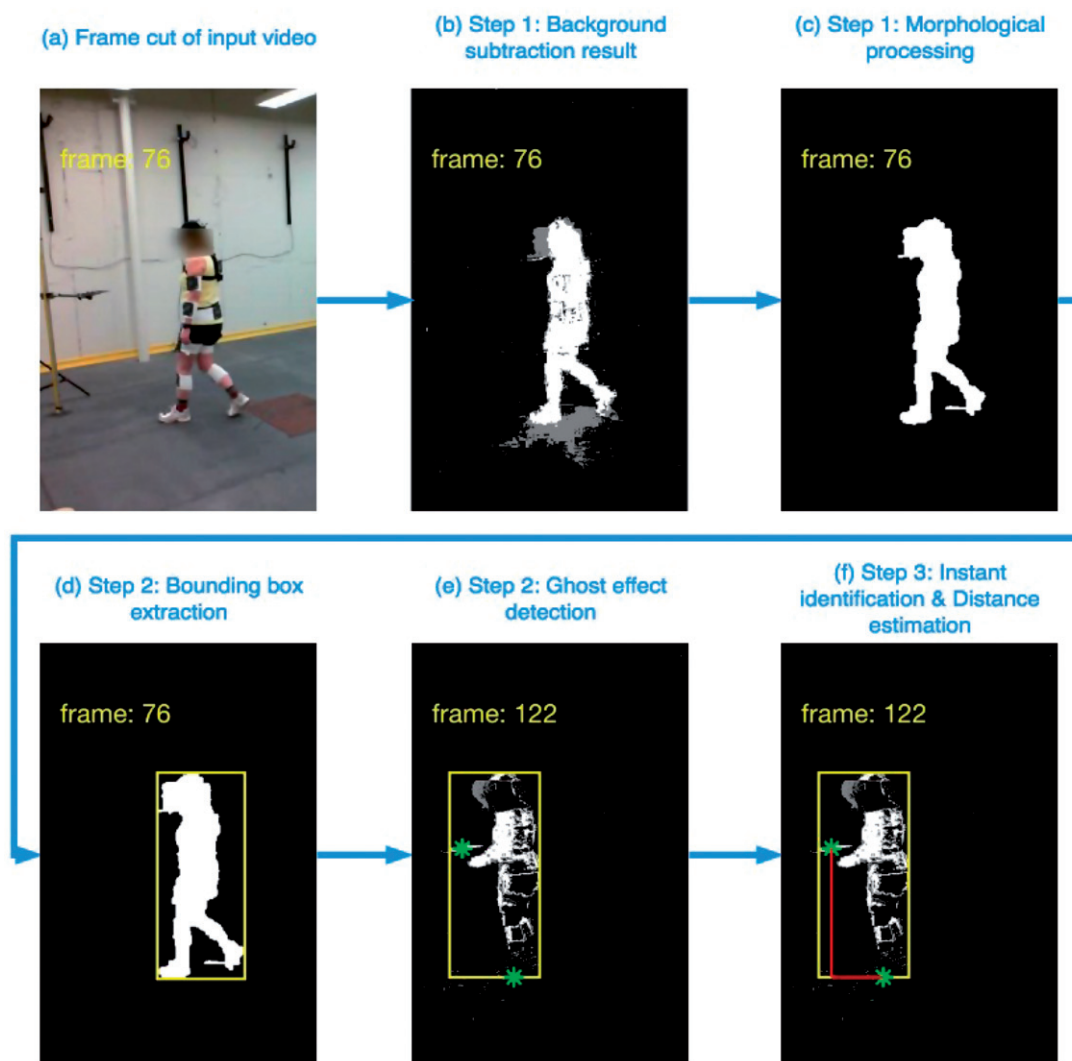 (a) Frame cut of input video
(b) Step 1: Background
subtraction result
(c) Step 1: Morphological
processing
frame: 76
frame: 76
frame: 76
(d) Step 2: Bounding box
extraction
(e) Step 2: Ghost effect
detection
(f) Step 3: Instant
identification & Distance
estimation
frame: 76
frame: 122
frame: 122